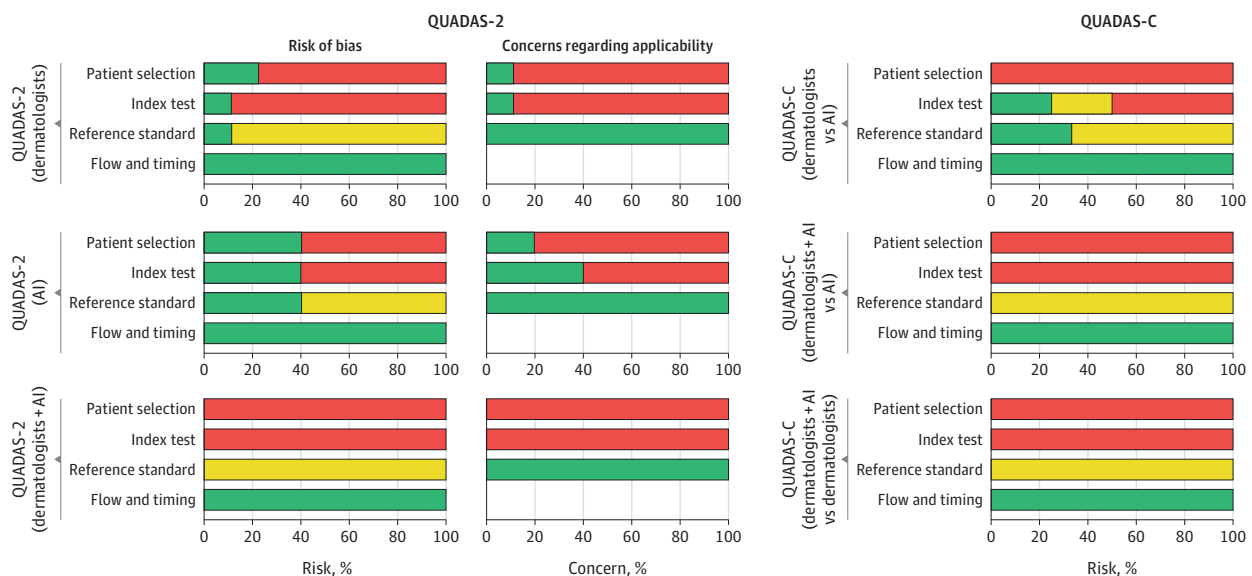 QUADAS-2
QUADAS-C
Risk of bias
Concerns regarding applicability
QUADAS-2
(dermatologists)
Patient selection
Index test
Reference standard
Flow and timing
0 20 40 60 80 100
0 20 40 60 80 100
QUADAS-C
(dermatologists
vs AI)
Patient selection
Index test
Reference standard
Flow and timing
0 20 40 60 80 100
QUADAS-2
(AI)
Patient selection
Index test
Reference standard
Flow and timing
0 20 40 60 80 100
0 20 40 60 80 100
QUADAS-C
(dermatologists + AI
vs AI)
Patient selection
Index test
Reference standard
Flow and timing
0 20 40 60 80 100
QUADAS-2
(dermatologists + AI)
Patient selection
Index test
Reference standard
Flow and timing
0 20 40 60 80 100
Risk, %
0 20 40 60 80 100
Concern, %
QUADAS-C
(dermatologists + AI
vs dermatologists)
Patient selection
Index test
Reference standard
Flow and timing
0 20 40 60 80 100
Risk, %